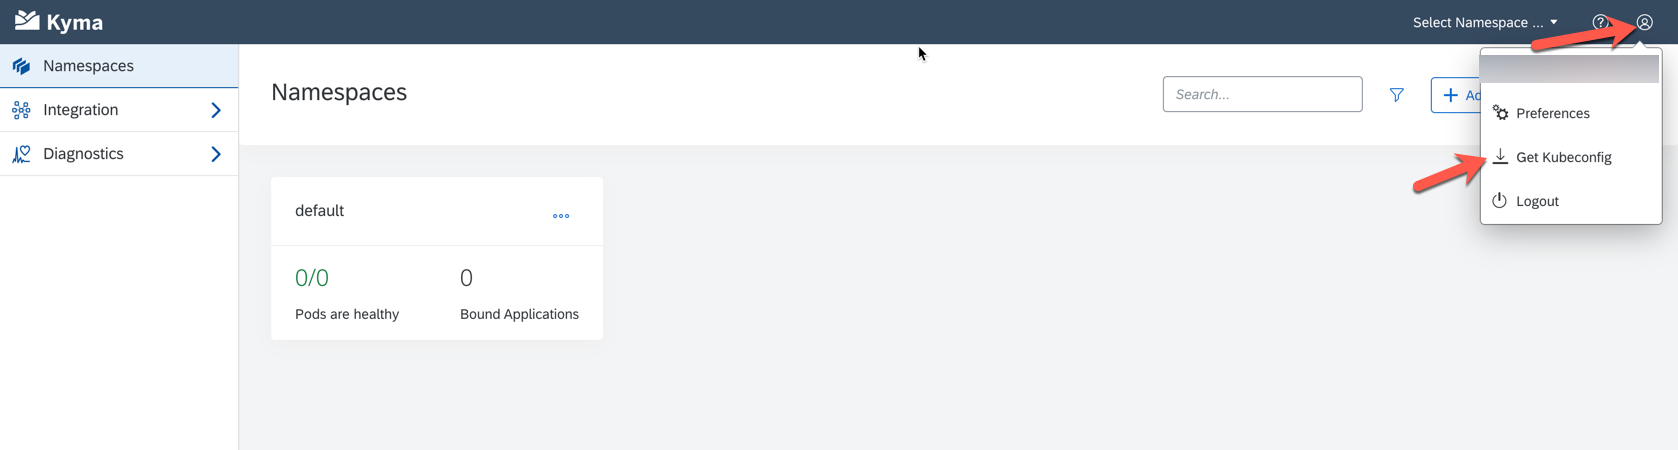 Kyma
Select Namespace ...
Namespaces
Integration
Diagnostics
Namespaces
Search...
Preferences
Get Kubeconfig
Logout
default
0/0
0
Pods are healthy
Bound Applications